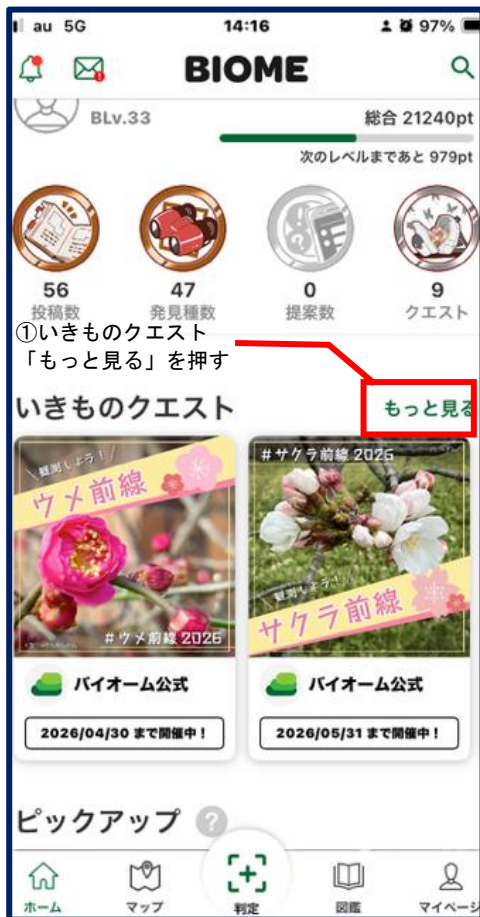 au 5G 14:16 97%
BIOME
BLv.33 総合 21240pt
次のレベルまであと 979pt
56 47 0 9
投稿数 発見種数 提案数 クエスト
①いきものクエスト
「もっと見る」を押す
いきものクエスト もっと見る
\観測しよう!/
ウメ前線
#ウメ前線 2026
#サクラ前線 2026
\観測しよう!/
サクラ前線
バイオーム公式 バイオーム公式
2026/04/30 まで開催中！ 2026/05/31 まで開催中！
ピックアップ ?
ホーム マップ 判定 図鑑 マイページ